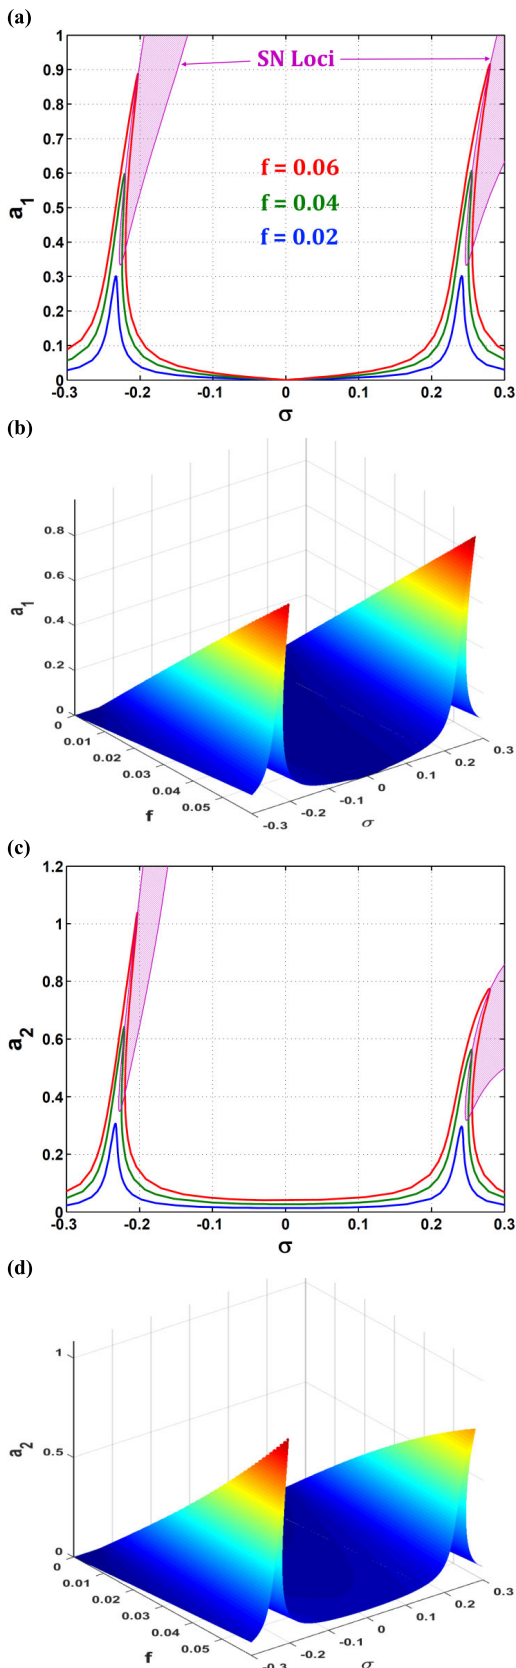 (a)
1
0.9
0.8
0.7
0.6
0.5
0.4
0.3
0.2
0.1
0
a1
SN Loci
f = 0.06
f = 0.04
f = 0.02
-0.3 -0.2 -0.1 0 0.1 0.2 0.3
σ
(b)
0.8
0.6
0.4
0.2
0
a1
0 0.01 0.02 0.03 0.04 0.05
f
-0.3 -0.2 -0.1 0 0.1 0.2 0.3
σ
(c)
1.2
1
0.8
0.6
0.4
0.2
0
a2
-0.3 -0.2 -0.1 0 0.1 0.2 0.3
σ
(d)
1
0.5
0
a2
0 0.01 0.02 0.03 0.04 0.05
f
-0.3 -0.2 -0.1 0 0.1 0.2 0.3
σ